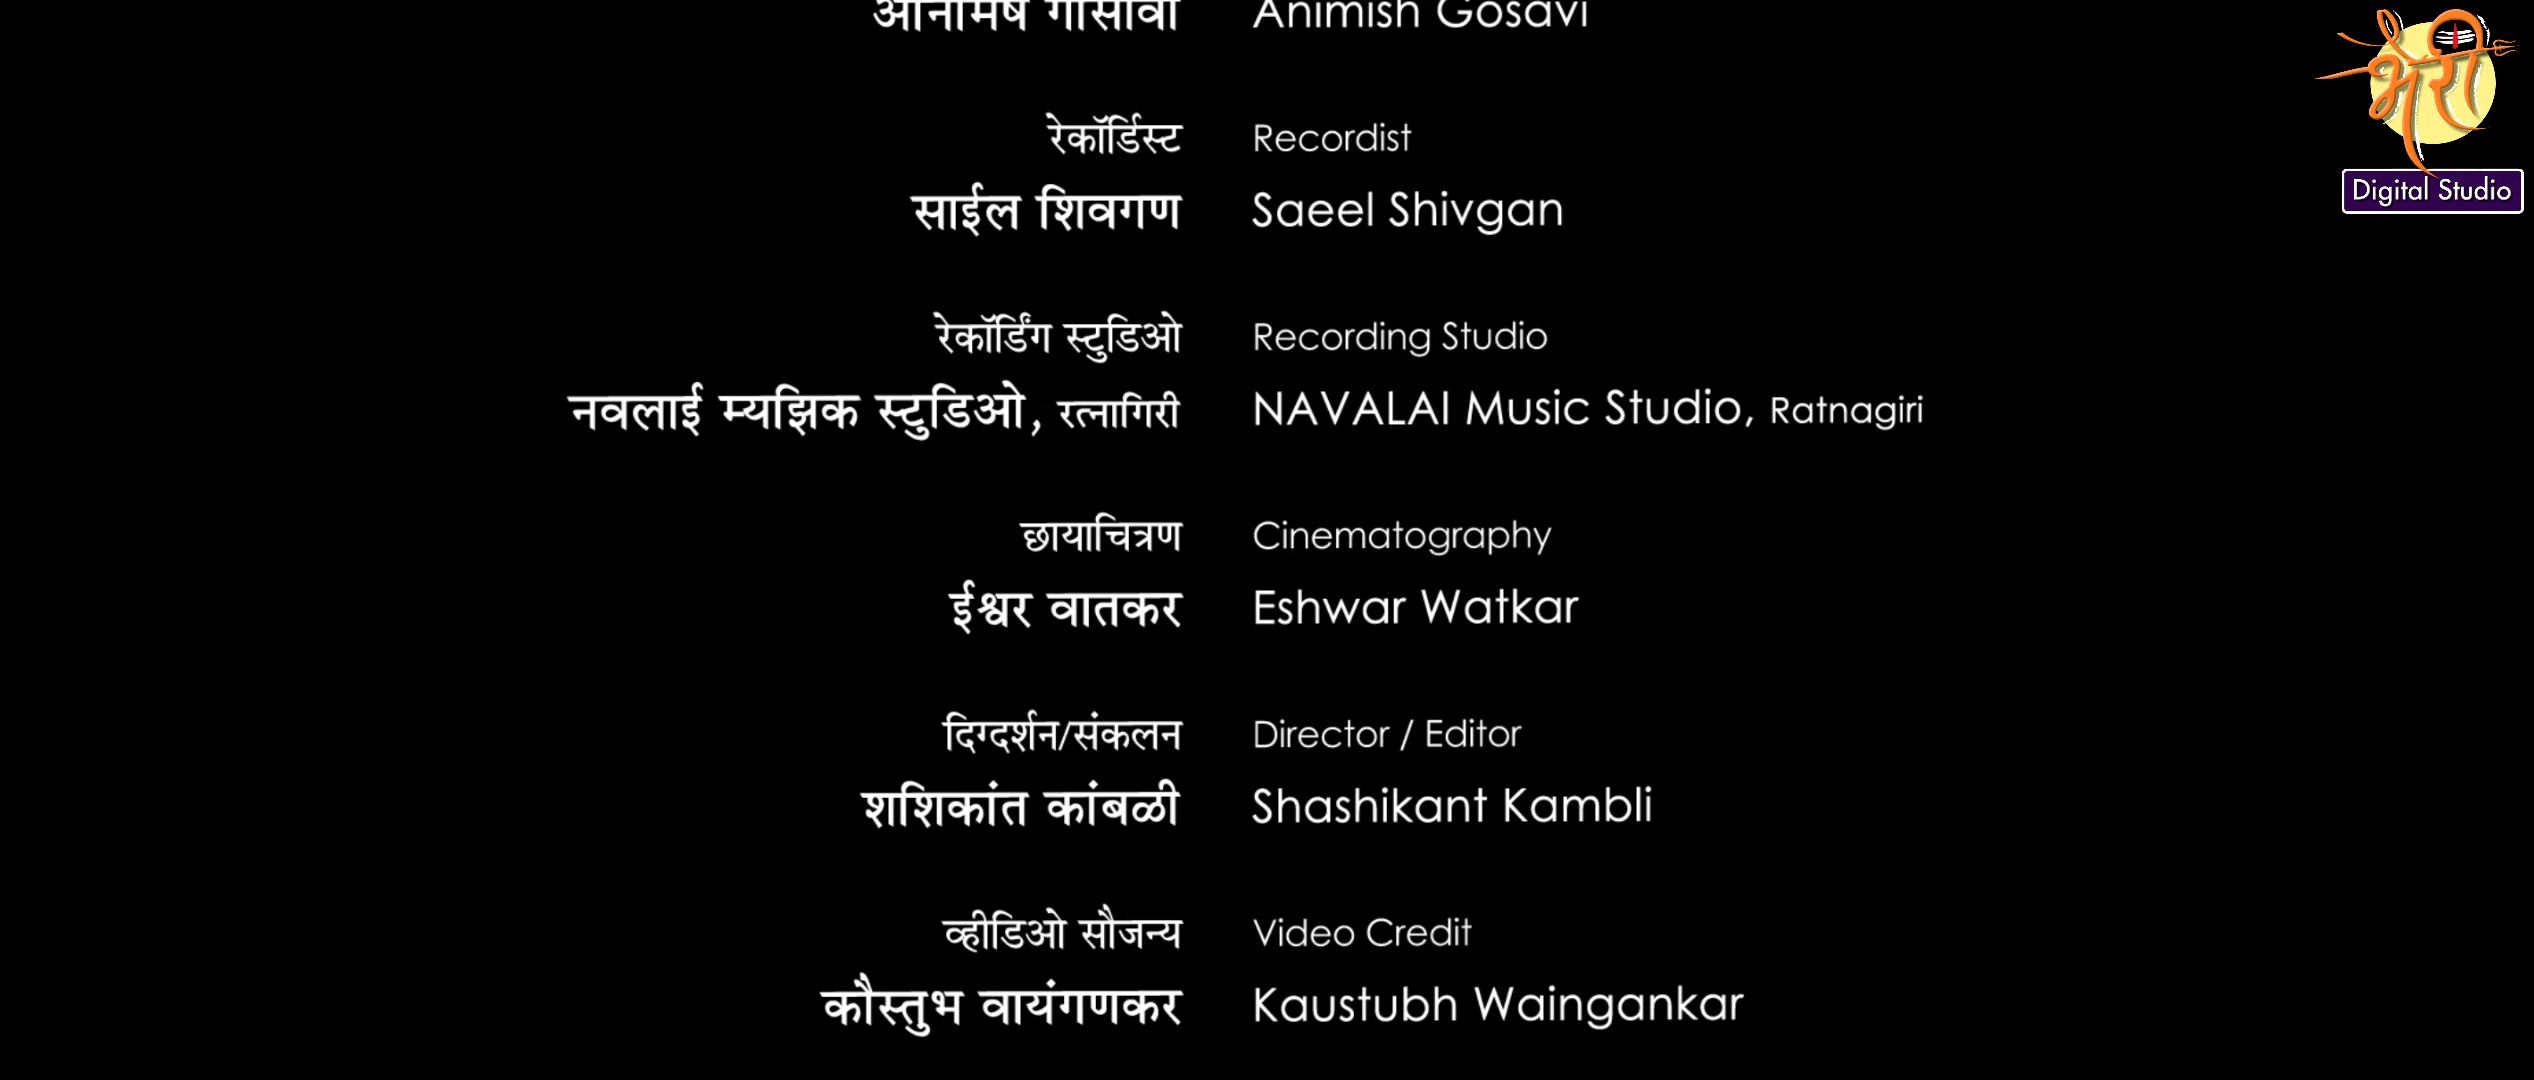 अनिमिष गोसावी Animish Gosavi
रेकॉर्डिस्ट Recordist
साईल शिवगण Saeel Shivgan
रेकॉर्डिंग स्टुडिओ Recording Studio
नवलाई म्यझिक स्टुडिओ, रत्नागिरी NAVALAI Music Studio, Ratnagiri
छायाचित्रण Cinematography
ईश्वर वातकर Eshwar Watkar
दिग्दर्शन/संकलन Director / Editor
शशिकांत कांबळी Shashikant Kambli
व्हीडिओ सौजन्य Video Credit
कौस्तुभ वायंगणकर Kaustubh Waingankar
भैरी
Digital Studio